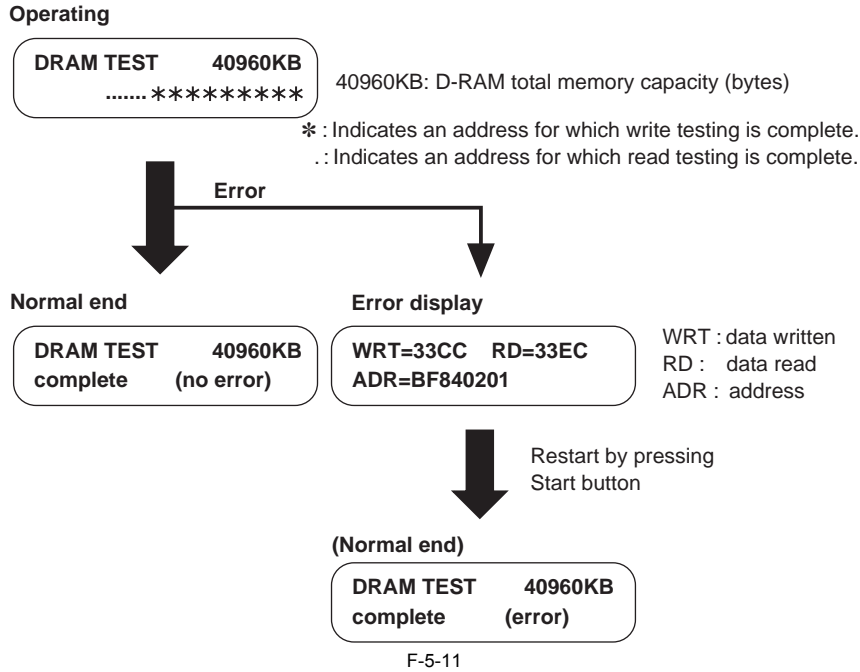 Operating
DRAM TEST 40960KB
.......✻✻✻✻✻✻✻✻✻
40960KB: D-RAM total memory capacity (bytes)
✻ : Indicates an address for which write testing is complete.
. : Indicates an address for which read testing is complete.
Error
Normal end
DRAM TEST 40960KB
complete (no error)
Error display
WRT=33CC RD=33EC
ADR=BF840201
WRT : data written
RD : data read
ADR : address
Restart by pressing
Start button
(Normal end)
DRAM TEST 40960KB
complete (error)
F-5-11